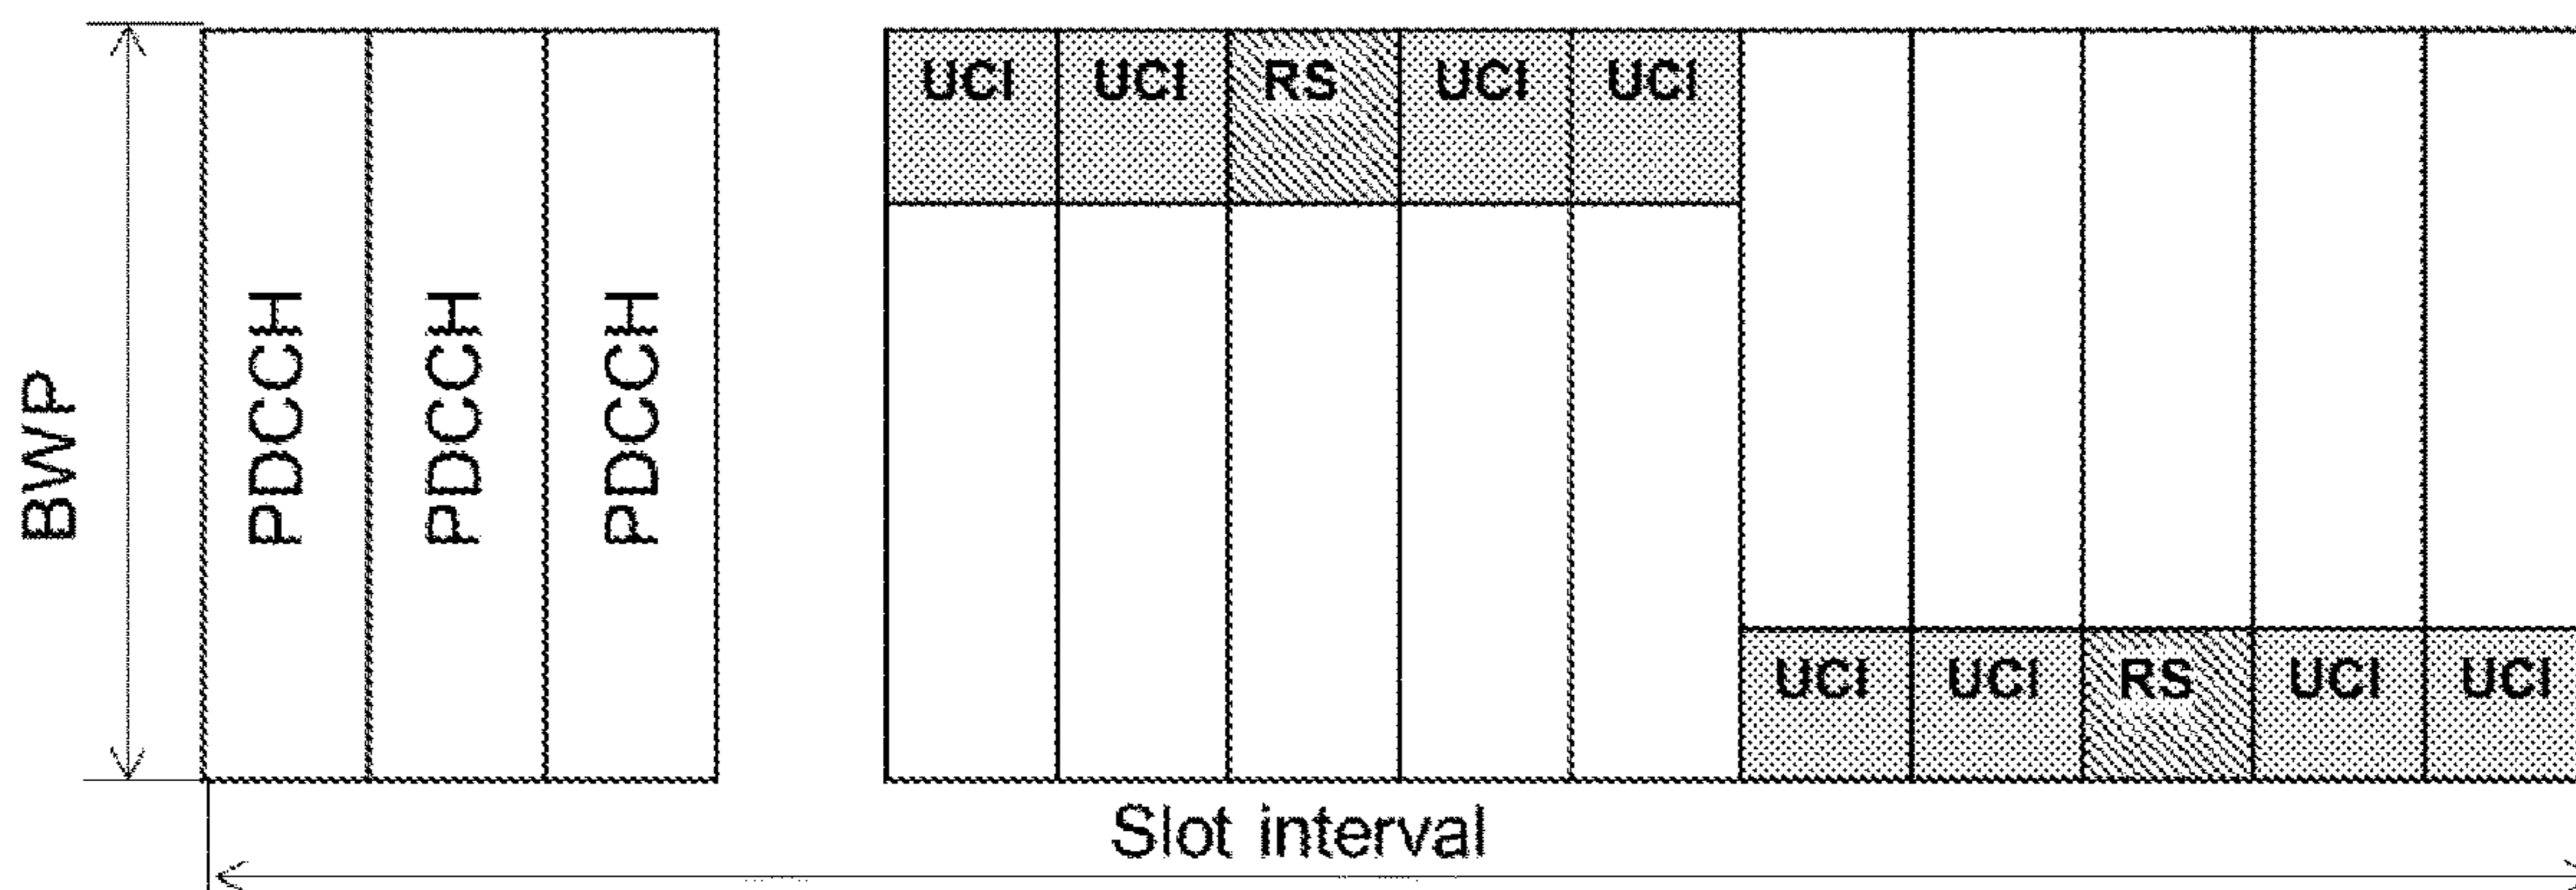 UCI UCI RS UCI UCI
BWP
PDCCH
PDCCH
PDCCH
UCI UCI RS UCI UCI
Slot interval